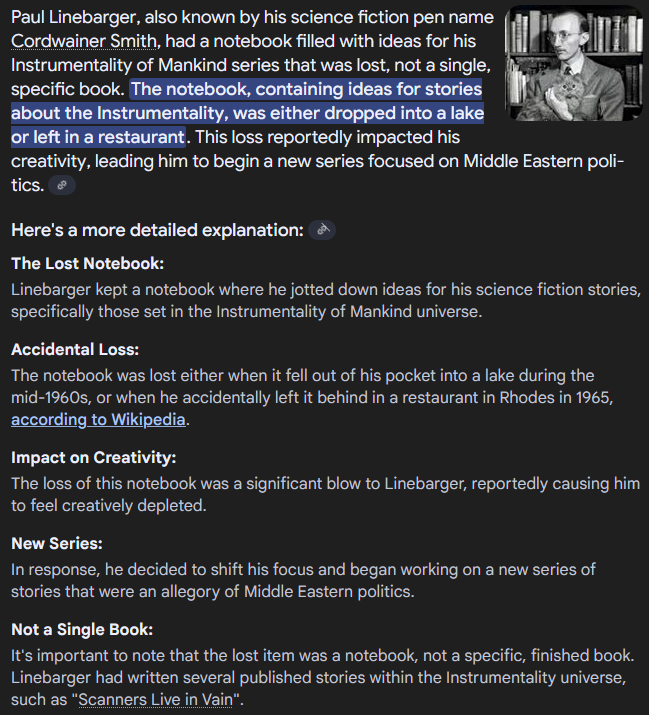 Paul Linebarger, also known by his science fiction pen name
Cordwainer Smith, had a notebook filled with ideas for his
Instrumentality of Mankind series that was lost, not a single,
specific book. The notebook, containing ideas for stories
about the Instrumentality, was either dropped into a lake
or left in a restaurant. This loss reportedly impacted his
creativity, leading him to begin a new series focused on Middle Eastern poli-
tics.
Here's a more detailed explanation:
The Lost Notebook:
Linebarger kept a notebook where he jotted down ideas for his science fiction stories,
specifically those set in the Instrumentality of Mankind universe.
Accidental Loss:
The notebook was lost either when it fell out of his pocket into a lake during the
mid-1960s, or when he accidentally left it behind in a restaurant in Rhodes in 1965,
according to Wikipedia.
Impact on Creativity:
The loss of this notebook was a significant blow to Linebarger, reportedly causing him
to feel creatively depleted.
New Series:
In response, he decided to shift his focus and began working on a new series of
stories that were an allegory of Middle Eastern politics.
Not a Single Book:
It's important to note that the lost item was a notebook, not a specific, finished book.
Linebarger had written several published stories within the Instrumentality universe,
such as "Scanners Live in Vain".